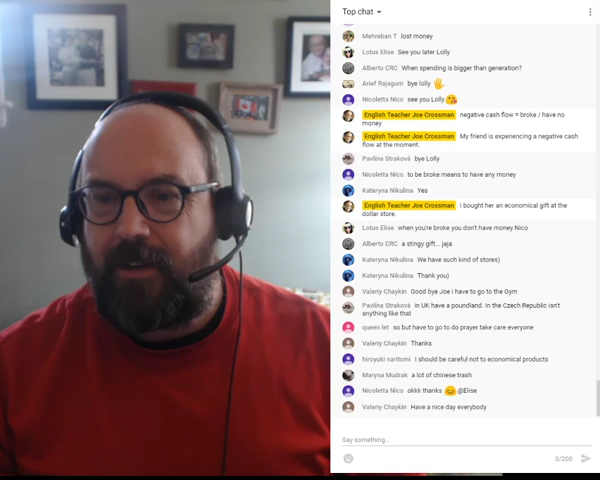 Top chat
Mehreban T lost money
Lotus Elise See you later Lolly
Alberto CRC When spending is bigger than generation?
Arief Rajagum bye lolly
Nicoletta Nico see you Lolly
English Teacher Joe Crossman negative cash flow = broke / have no
money
English Teacher Joe Crossman My friend is experiencing a negative cash
flow at the moment.
Pavlína Straková bye Lolly
Nicoletta Nico to be broke means to have any money
Kateryna Nikulina Yes
English Teacher Joe Crossman I bought her an economical gift at the
dollar store.
Lotus Elise when you're broke you don't have money Nico
Alberto CRC a stingy gift... jaja
Kateryna Nikulina We have such kind of stores)
Kateryna Nikulina Thank you)
Valeriy Chaykin Good bye Joe i have to go to the Gym
Pavlína Straková in UK have a poundland. In the Czech Republic isn't
anything like that
queen let so but have to go to do prayer take care everyone
Valeriy Chaykin Thanks
hiroyuki naritomi I should be careful not to economical products
Maryna Mudrak a lot of chinese trash
Nicoletta Nico okkk thanks @Elise
Valeriy Chaykin Have a nice day everybody
Say something...
0/200